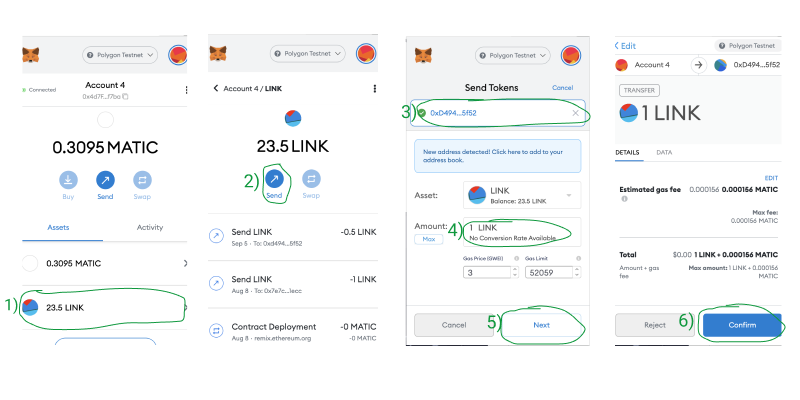 Polygon Testnet
Connected
Account 4
0x4d7F...f7ba
0.3095 MATIC
Buy
Send
Swap
Assets
Activity
0.3095 MATIC
1)
23.5 LINK
Polygon Testnet
Account 4 / LINK
23.5 LINK
2)
Send
Swap
Send LINK
-0.5 LINK
Sep 5 · To: 0xd494...5f52
Send LINK
-1 LINK
Aug 8 · To: 0x7e7c...1ecc
Contract Deployment
-0 MATIC
Aug 8 · remix.ethereum.org
-0 MATIC
Polygon Testnet
Send Tokens
Cancel
3)
0xD494...5f52
New address detected! Click here to add to your
address book.
Asset:
LINK
Balance: 23.5 LINK
Amount:
Max
4)
1 LINK
No Conversion Rate Available
Gas Price (GWEI)
Gas Limit
3
52059
Cancel
5)
Next
Edit
Polygon Testnet
Account 4
0xD494...5f52
TRANSFER
1 LINK
DETAILS
DATA
EDIT
Estimated gas fee
0.000156 0.000156 MATIC
Max fee:
0.000156 MATIC
Total
$0.00 1 LINK + 0.000156 MATIC
Amount + gas
fee
Max amount: 1 LINK + 0.000156
MATIC
Reject
6)
Confirm